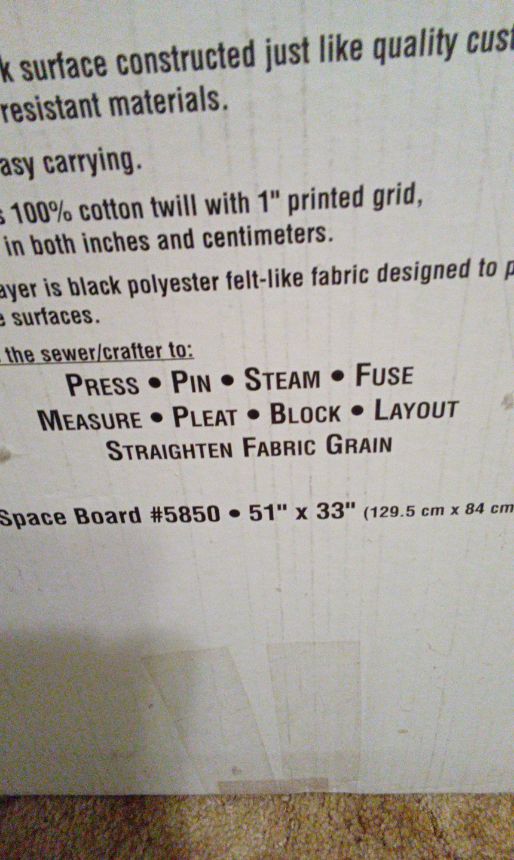 k surface constructed just like quality cust
resistant materials.
asy carrying.
s 100% cotton twill with 1" printed grid,
in both inches and centimeters.
ayer is black polyester felt-like fabric designed to p
e surfaces.
the sewer/crafter to:
PRESS • PIN • STEAM • FUSE
MEASURE • PLEAT • BLOCK • LAYOUT
STRAIGHTEN FABRIC GRAIN
Space Board #5850 • 51" x 33" (129.5 cm x 84 cm